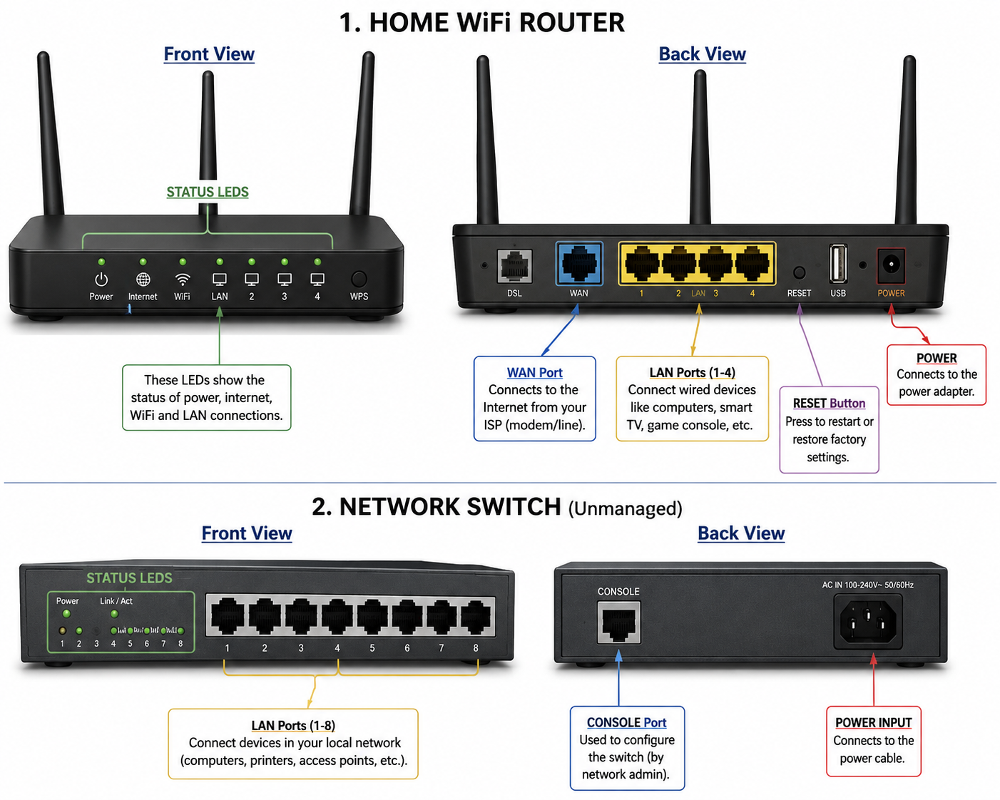 1. HOME WiFi ROUTER
Front View
Back View
STATUS LEDS
Power
Internet
WiFi
LAN
2
3
4
WPS
DSL
WAN
1
2
LAN
3
4
RESET
USB
POWER
These LEDs show the
status of power, internet,
WiFi and LAN connections.
WAN Port
Connects to the
Internet from your
ISP (modem/line).
LAN Ports (1-4)
Connect wired devices
like computers, smart
TV, game console, etc.
RESET Button
Press to restart or
restore factory
settings.
POWER
Connects to the
power adapter.
2. NETWORK SWITCH (Unmanaged)
Front View
Back View
STATUS LEDS
Power
Link / Act
1 2 3 4 5 6 7 8
1 2 3 4 5 6 7 8
LAN Ports (1-8)
Connect devices in your local network
(computers, printers, access points, etc.).
CONSOLE
AC IN 100-240V~ 50/60Hz
CONSOLE Port
Used to configure
the switch (by
network admin).
POWER INPUT
Connects to the
power cable.